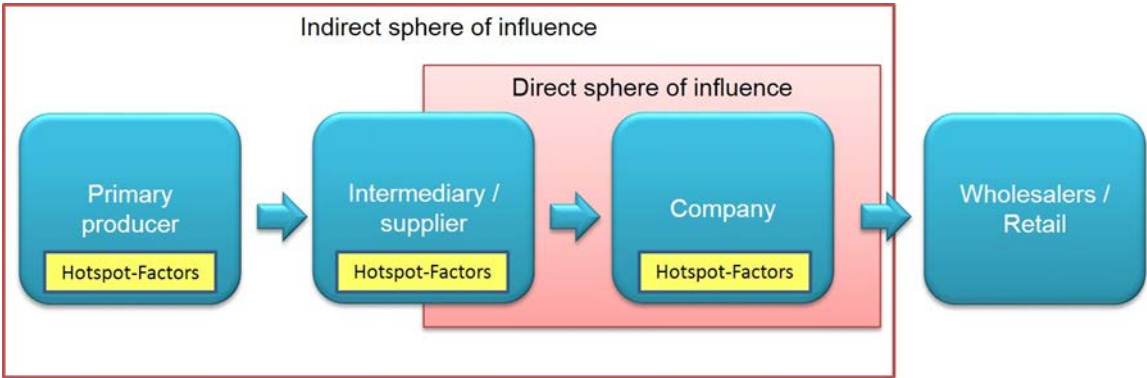 Indirect sphere of influence
Direct sphere of influence
Primary
producer
Hotspot-Factors
Intermediary /
supplier
Hotspot-Factors
Company
Hotspot-Factors
Wholesalers /
Retail